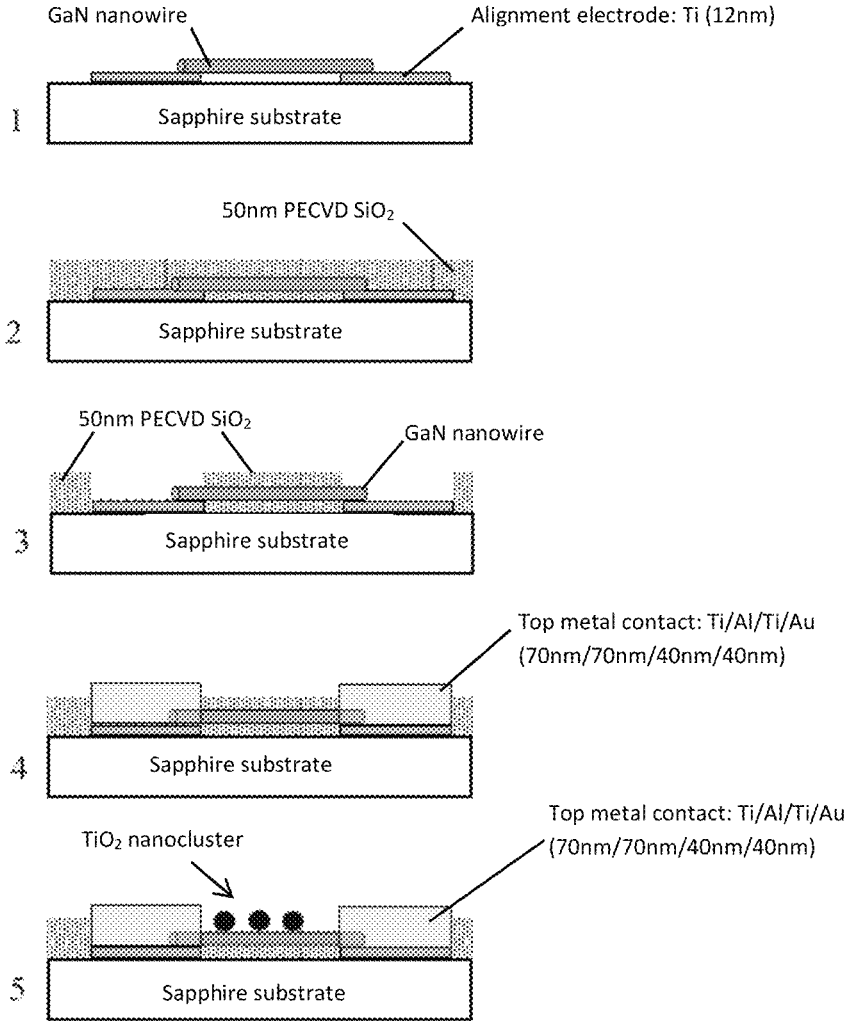 GaN nanowire
Alignment electrode: Ti (12nm)
Sapphire substrate
1
50nm PECVD SiO₂
Sapphire substrate
2
50nm PECVD SiO₂
GaN nanowire
Sapphire substrate
3
Top metal contact: Ti/Al/Ti/Au
(70nm/70nm/40nm/40nm)
Sapphire substrate
4
Top metal contact: Ti/Al/Ti/Au
(70nm/70nm/40nm/40nm)
TiO₂ nanocluster
Sapphire substrate
5